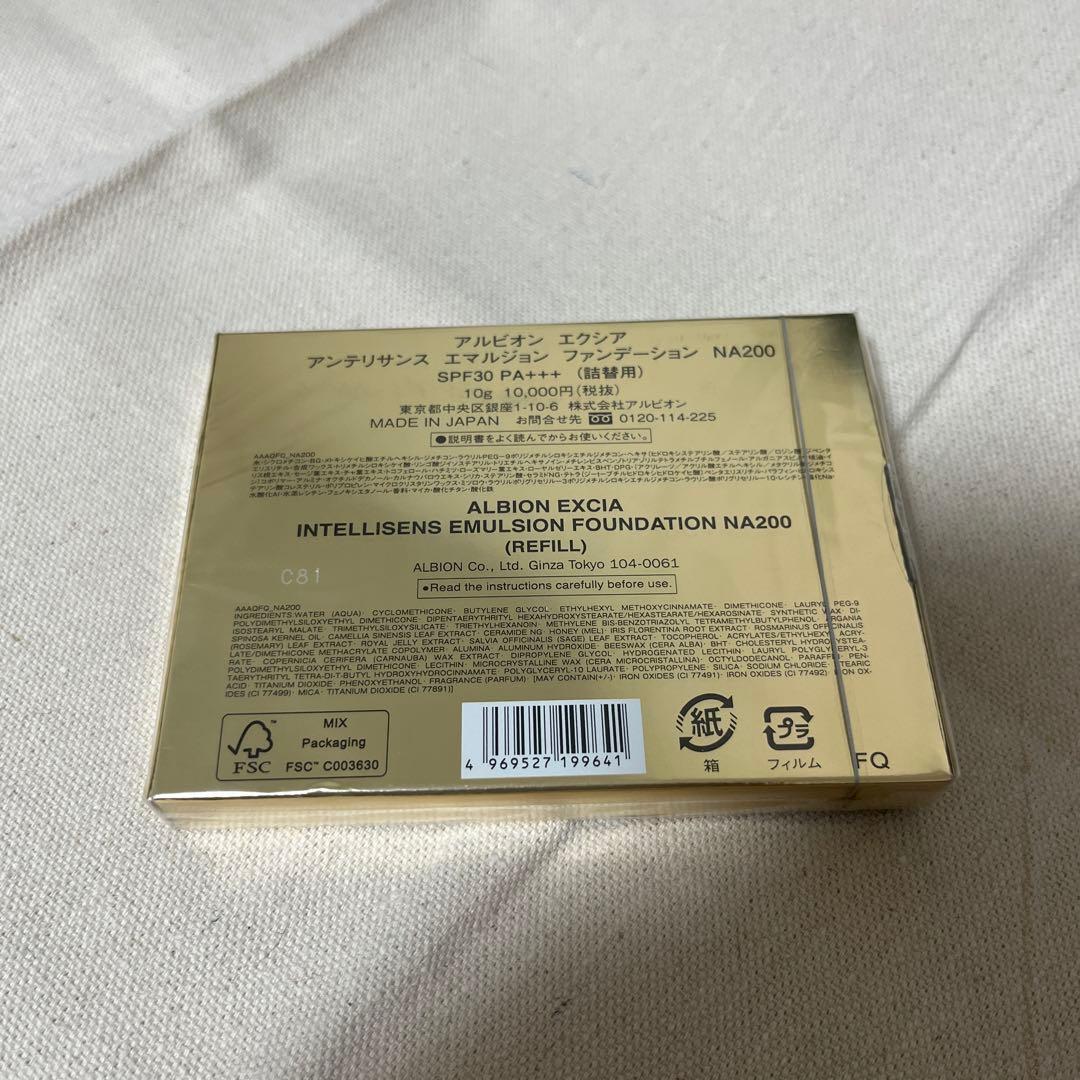 アルビオン エクシア
アンテリサンス エマルジョン ファンデーション NA200
SPF30 PA+++ (詰替用)
10g 10,000円(税抜)
東京都中央区銀座1-10-6 株式会社アルビオン
MADE IN JAPAN お問合せ先 0120-114-225
●説明書をよく読んでからお使いください。
AAAQFQ_NA200
ALBION EXCIA
INTELLISENS EMULSION FOUNDATION NA200
(REFILL)
ALBION Co., Ltd. Ginza Tokyo 104-0061
●Read the instructions carefully before use.
C81
AAAQFQ_NA200
INGREDIENTS:WATER (AQUA)· CYCLOMETHICONE· BUTYLENE GLYCOL· ETHYLHEXYL METHOXYCINNAMATE· DIMETHICONE· LAURYL PEG-9
POLYDIMETHYLSILOXYETHYL DIMETHICONE· DIPENTAERYTHRITYL HEXAHYDROXYSTEARATE/HEXASTEARATE/HEXAROSINATE· SYNTHETIC WAX· DI-
ISOSTEARYL MALATE· TRIMETHYLSILOXYSILICATE· TRIETHYLHEXANOIN· METHYLENE BIS-BENZOTRIAZOLYL TETRAMETHYLBUTYLPHENOL· ARGANIA
SPINOSA KERNEL OIL· CAMELLIA SINENSIS LEAF EXTRACT· CERAMIDE NG· HONEY (MEL)· IRIS FLORENTINA ROOT EXTRACT· ROSMARINUS OFFICINALIS
(ROSEMARY) LEAF EXTRACT· ROYAL JELLY EXTRACT· SALVIA OFFICINALIS (SAGE) LEAF EXTRACT· TOCOPHEROL· ACRYLATES/ETHYLHEXYL ACRY-
LATE/DIMETHICONE METHACRYLATE COPOLYMER· ALUMINA· ALUMINUM HYDROXIDE· BEESWAX (CERA ALBA)· BHT· CHOLESTERYL HYDROXYSTEA-
RATE· COPERNICIA CERIFERA (CARNAUBA) WAX EXTRACT· DIPROPYLENE GLYCOL· HYDROGENATED LECITHIN· LAURYL POLYGLYCERYL-3
POLYDIMETHYLSILOXYETHYL DIMETHICONE· LECITHIN· MICROCRYSTALLINE WAX (CERA MICROCRISTALLINA)· OCTYLDODECANOL· PARAFFIN· PEN-
TAERYTHRITYL TETRA-DI-T-BUTYL HYDROXYHYDROCINNAMATE· POLYGLYCERYL-10 LAURATE· POLYPROPYLENE· SILICA· SODIUM CHLORIDE· STEARIC
ACID· TITANIUM DIOXIDE· PHENOXYETHANOL· FRAGRANCE (PARFUM)· [MAY CONTAIN(+/-)· IRON OXIDES (CI 77491)· IRON OXIDES (CI 77492)· IRON OX-
IDES (CI 77499)· MICA· TITANIUM DIOXIDE (CI 77891)]
FSC
MIX
Packaging
FSC™ C003630
4 969527 199641
紙
箱
プラ
フィルム
FQ